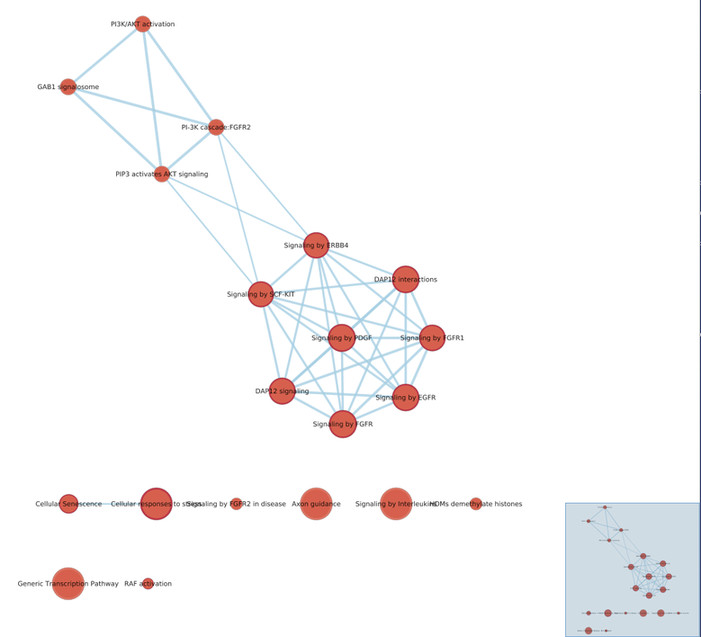 PI3K/AKT activation
GAB1 signalosome
PI-3K cascade:FGFR2
PIP3 activates AKT signaling
Signaling by ERBB4
DAP12 interactions
Signaling by SCF-KIT
Signaling by PDGF
Signaling by FGFR1
DAP12 signaling
Signaling by EGFR
Signaling by FGFR
Cellular Senescence
Cellular responses to stress
Signaling by FGFR2 in disease
Axon guidance
Signaling by Interleukins
HDMs demethylate histones
Generic Transcription Pathway
RAF activation